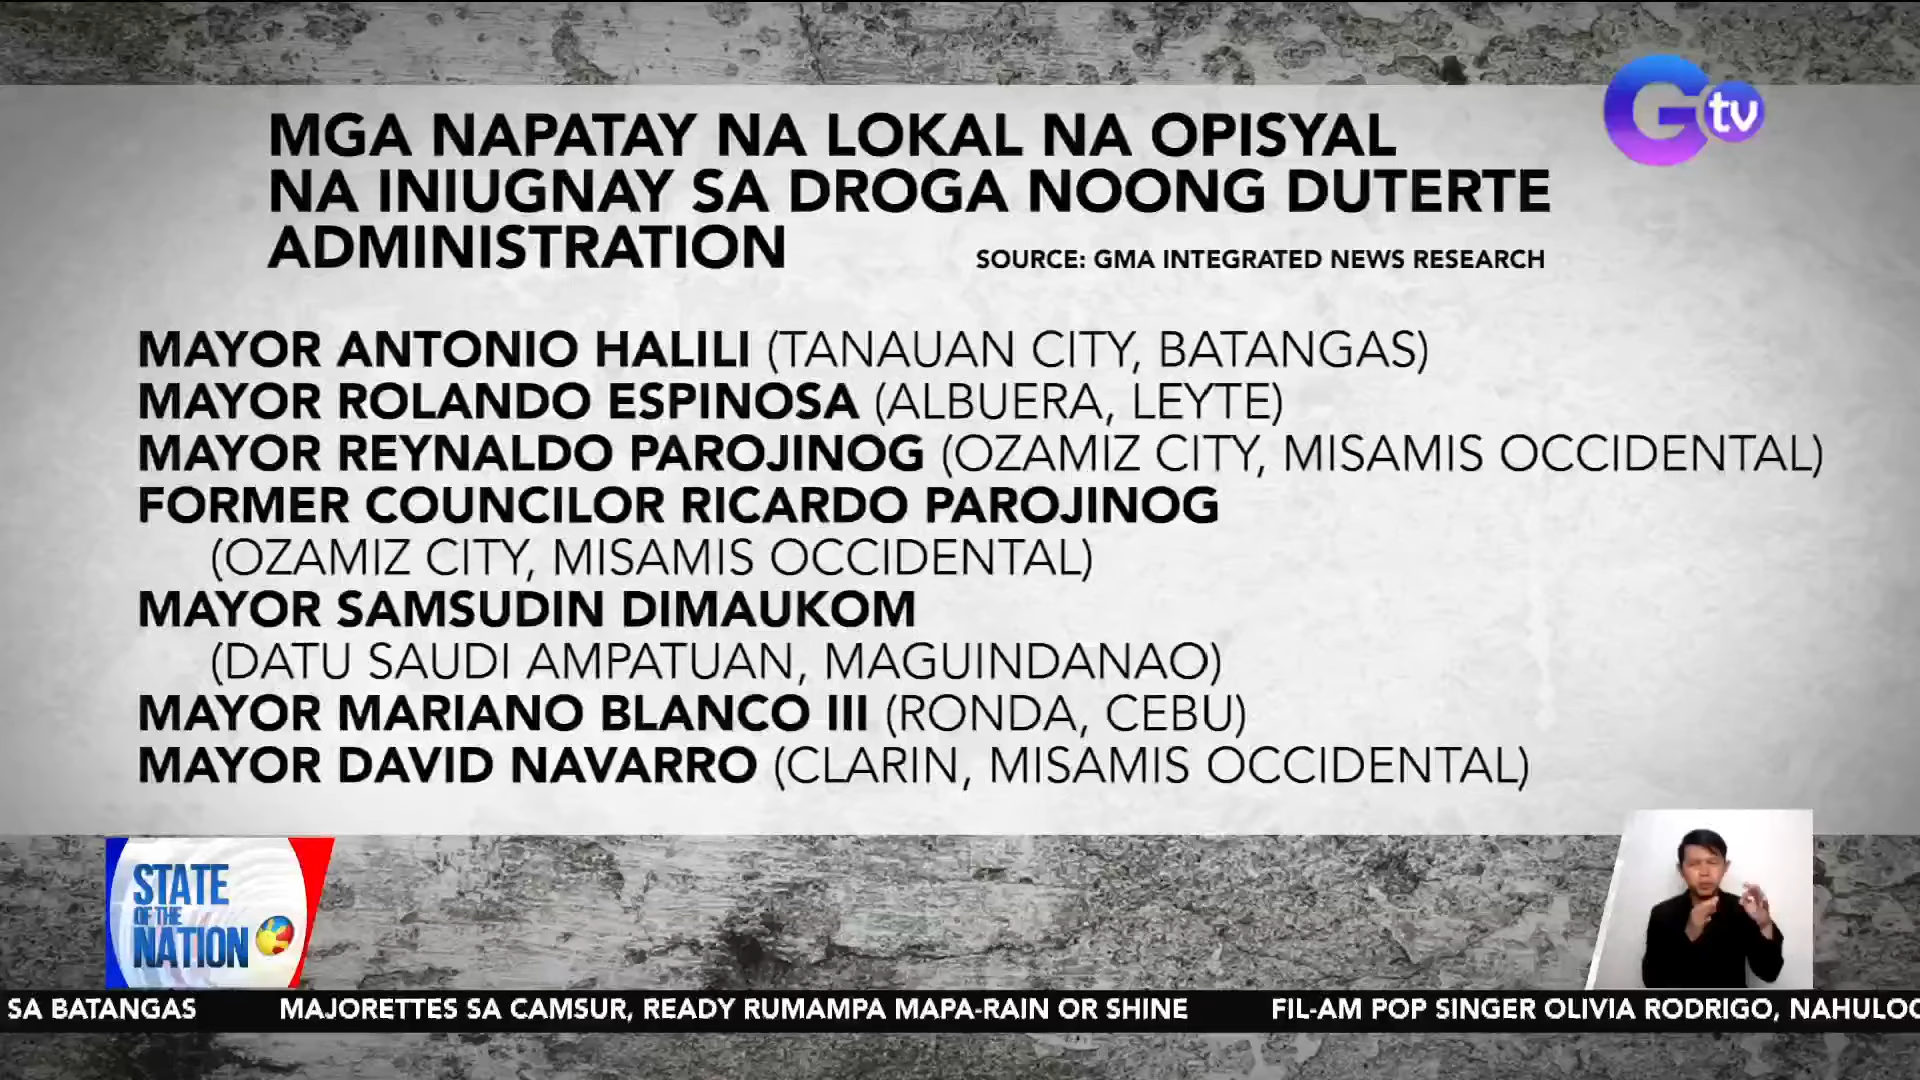 MGA NAPATAY NA LOKAL NA OPISYAL
NA INIUGNAY SA DROGA NOONG DUTERTE
ADMINISTRATION
SOURCE: GMA INTEGRATED NEWS RESEARCH
G tv
MAYOR ANTONIO HALILI (TANAUAN CITY, BATANGAS)
MAYOR ROLANDO ESPINOSA (ALBUERA, LEYTE)
MAYOR REYNALDO PAROJINOG (OZAMIZ CITY, MISAMIS OCCIDENTAL)
FORMER COUNCILOR RICARDO PAROJINOG
(OZAMIZ CITY, MISAMIS OCCIDENTAL)
MAYOR SAMSUDIN DIMAUKOM
(DATU SAUDI AMPATUAN, MAGUINDANAO)
MAYOR MARIANO BLANCO III (RONDA, CEBU)
MAYOR DAVID NAVARRO (CLARIN, MISAMIS OCCIDENTAL)
STATE
OF THE
NATION
SA BATANGAS MAJORETTES SA CAMSUR, READY RUMAMPA MAPA-RAIN OR SHINE FIL-AM POP SINGER OLIVIA RODRIGO,